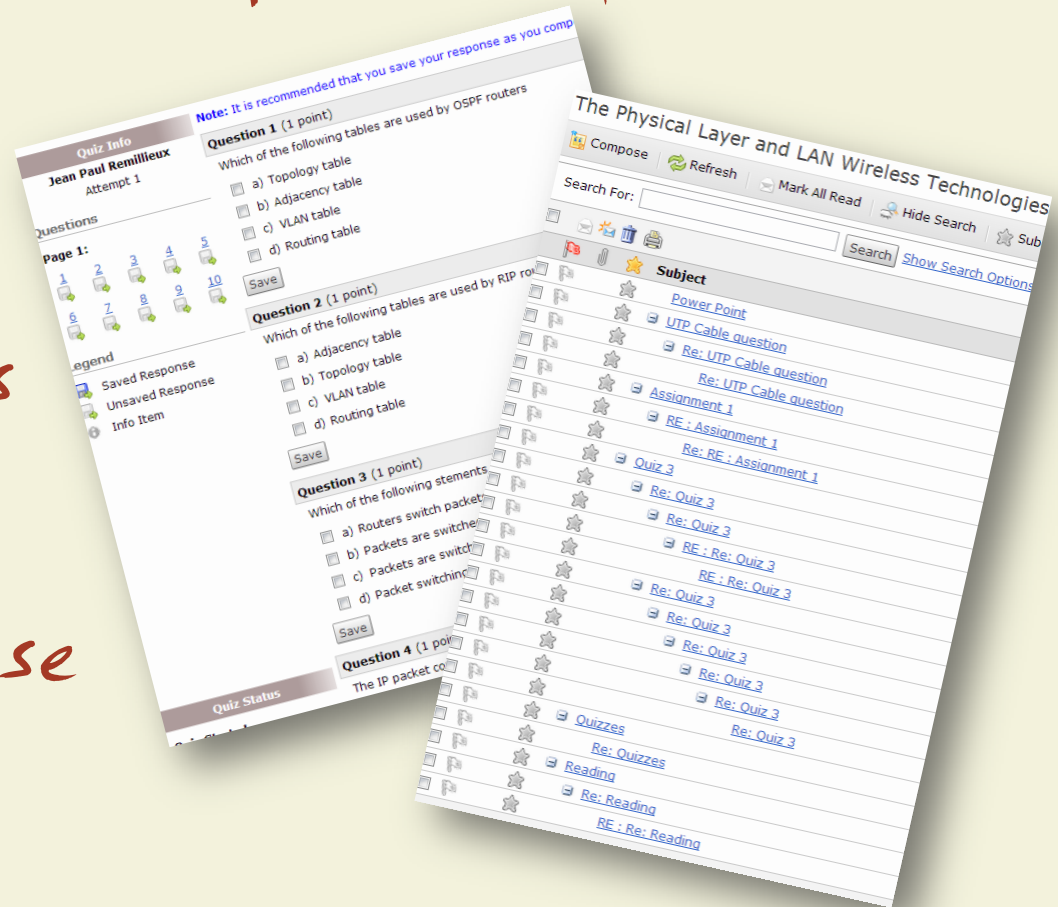 Note: It is recommended that you save your response as you comp
Quiz Info
Jean Paul Remillieux
Attempt 1
Questions
Page 1:
1 2 3 4 5
6 7 8 9 10
egend
Saved Response
Unsaved Response
Info Item
Quiz Status
Question 1 (1 point)
Which of the following tables are used by OSPF routers
a) Topology table
b) Adjacency table
c) VLAN table
d) Routing table
Save
Question 2 (1 point)
Which of the following tables are used by RIP rou
a) Adjacency table
b) Topology table
c) VLAN table
d) Routing table
Save
Question 3 (1 point)
Which of the following stements
a) Routers switch packet
b) Packets are switche
c) Packets are switch
d) Packet switching
Save
Question 4 (1 poi
The IP packet co
s
se
The Physical Layer and LAN Wireless Technologies
Compose Refresh Mark All Read Hide Search Sub
Search For: Search Show Search Options
Subject
Power Point
UTP Cable question
Re: UTP Cable question
Re: UTP Cable question
Assignment 1
RE : Assignment 1
Re: RE : Assignment 1
Quiz 3
Re: Quiz 3
Re: Quiz 3
RE : Re: Quiz 3
RE : Re: Quiz 3
Re: Quiz 3
Re: Quiz 3
Re: Quiz 3
Re: Quiz 3
Re: Quiz 3
Re: Quiz 3
Quizzes
Re: Quizzes
Reading
Re: Reading
RE : Re: Reading